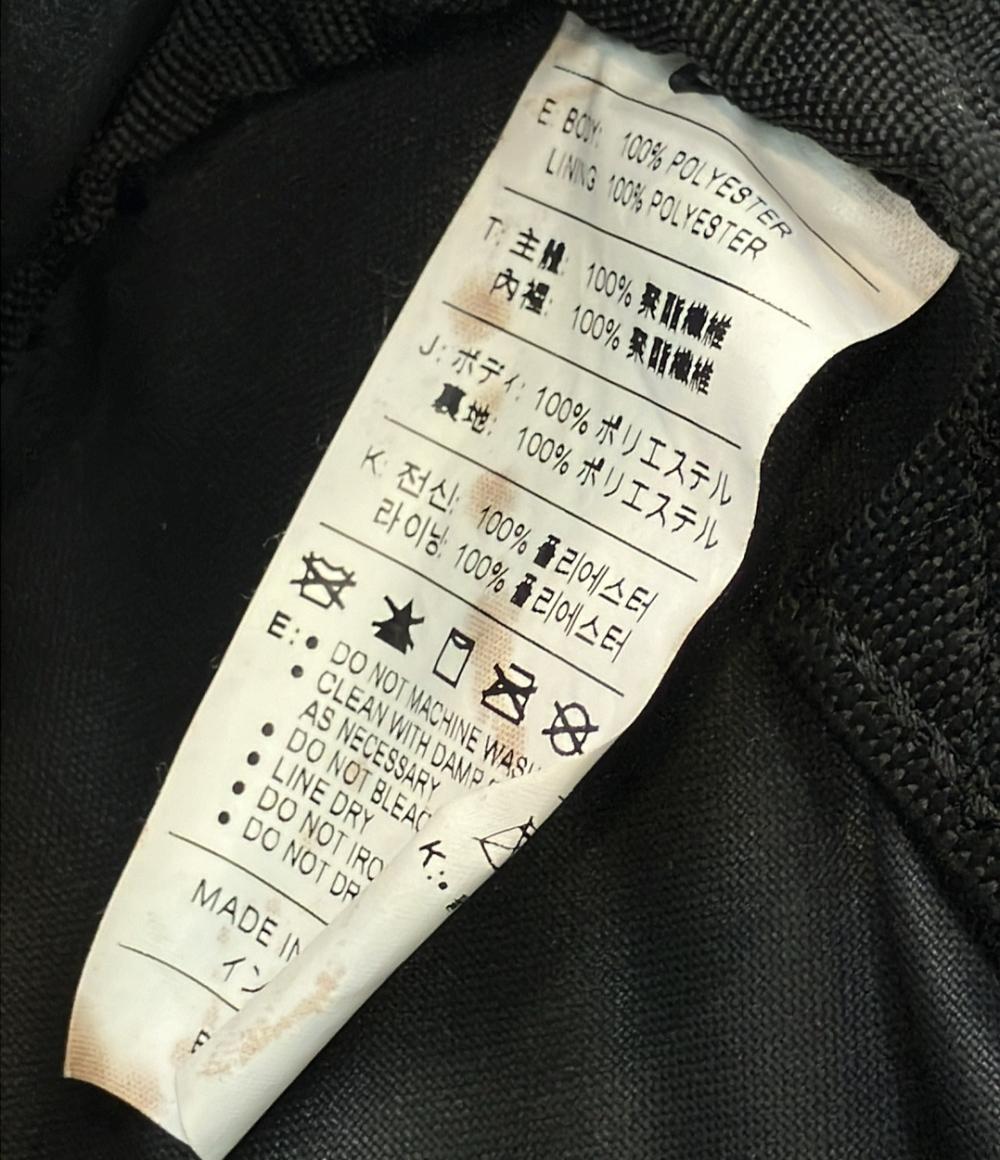 E: BODY: 100% POLYESTER
LINING 100% POLYESTER
T: 主體: 100% 聚酯纖維
內裡: 100% 聚酯纖維
J: ボディ: 100% ポリエステル
裏地: 100% ポリエステル
K: 전신: 100% 폴리에스터
라이닝: 100% 폴리에스터
E: • DO NOT MACHINE WASH
• CLEAN WITH DAMP
AS NECESSARY
• DO NOT BLEAC
• LINE DRY
• DO NOT IRO
• DO NOT DR
MADE IN
イン
K: •